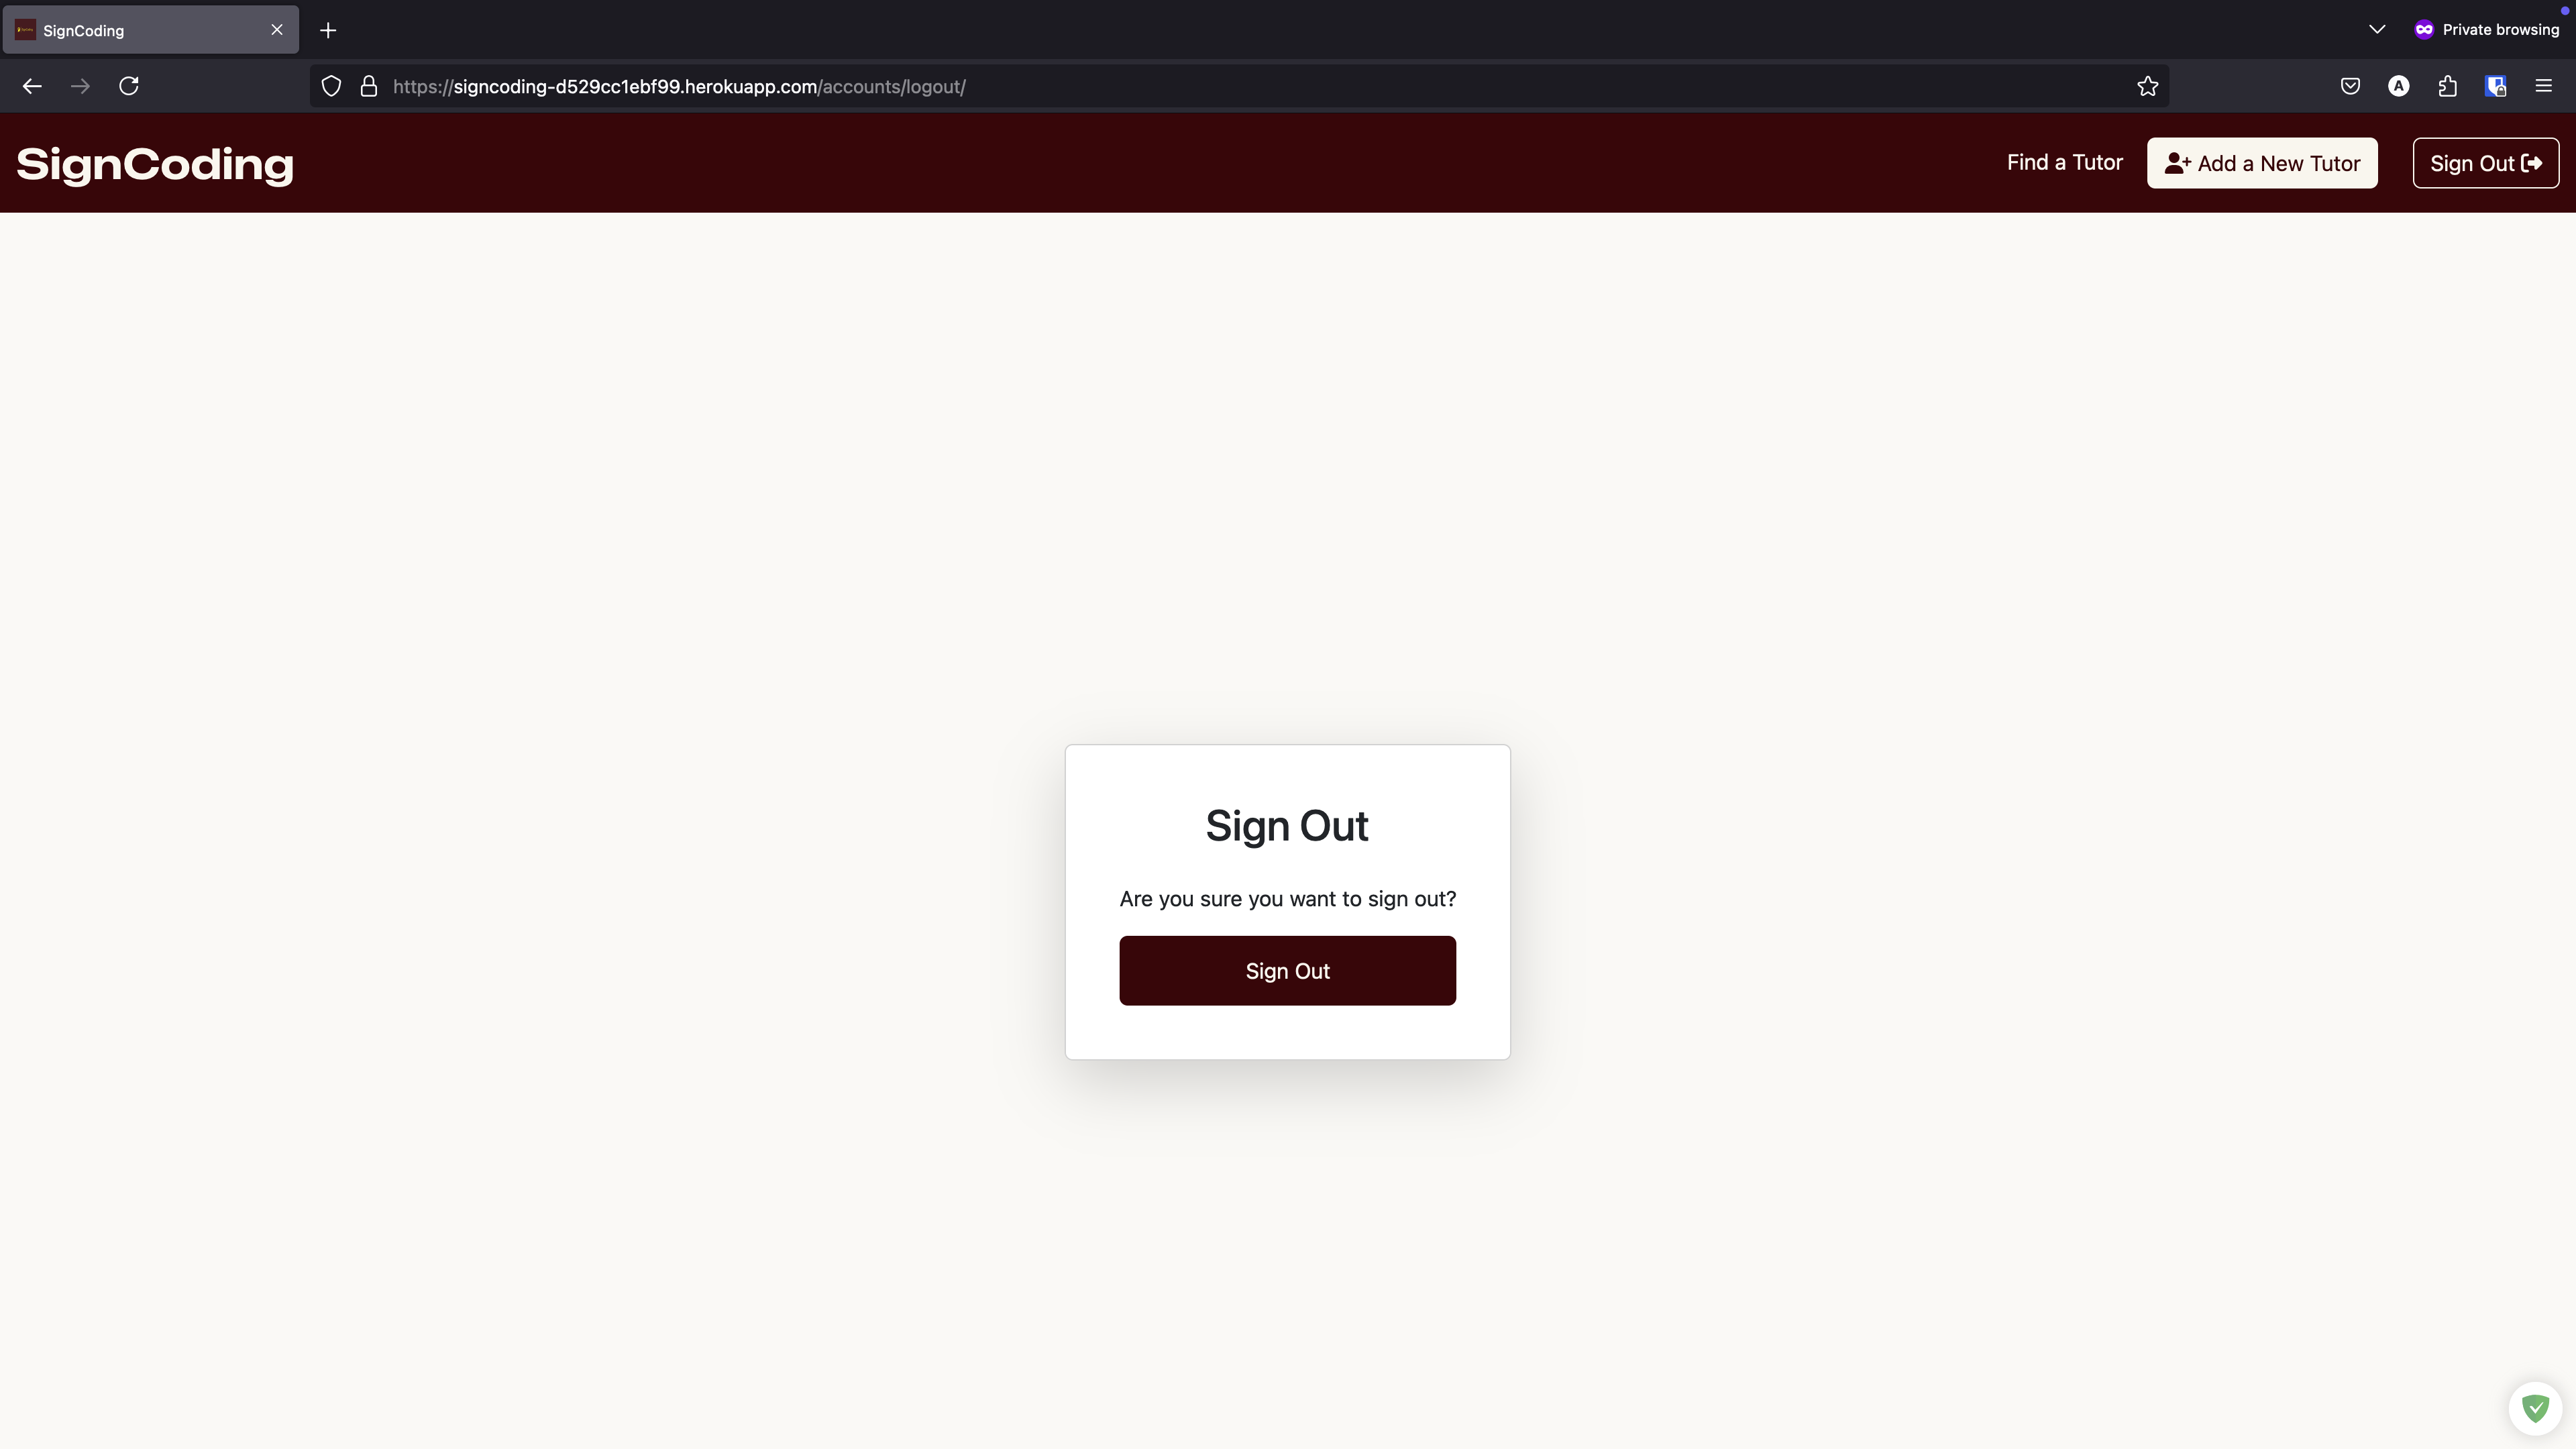 SignCoding
Private browsing
https://signcoding-d529cc1ebf99.herokuapp.com/accounts/logout/
SignCoding
Find a Tutor
Add a New Tutor
Sign Out
Sign Out
Are you sure you want to sign out?
Sign Out